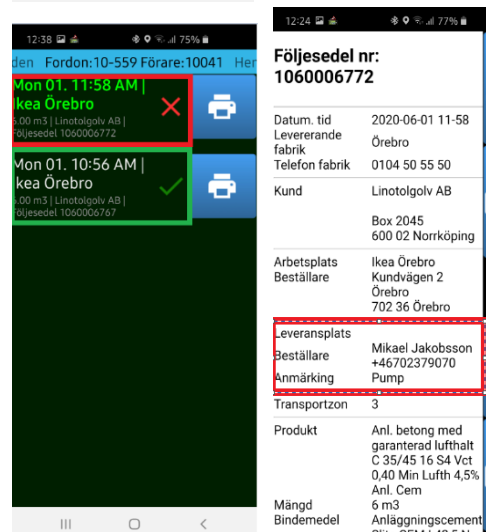 12:38 75%
den Fordon:10-559 Förare:10041 Her
Mon 01. 11:58 AM |
Ikea Örebro
6.00 m3 | Linotolgolv AB |
Följesedel 1060006772
Mon 01. 10:56 AM |
Ikea Örebro
6.00 m3 | Linotolgolv AB |
Följesedel 1060006767
12:24 77%
Följesedel nr:
1060006772
Datum. tid 2020-06-01 11-58
Levererande
fabrik Örebro
Telefon fabrik 0104 50 55 50
Kund Linotolgolv AB
Box 2045
600 02 Norrköping
Arbetsplats Ikea Örebro
Beställare Kundvägen 2
Örebro
702 36 Örebro
Leveransplats
Beställare Mikael Jakobsson
+46702379070
Anmärking Pump
Transportzon 3
Produkt Anl. betong med
garanterad lufthalt
C 35/45 16 S4 Vct
0,40 Min Lufth 4,5%
Anl. Cem
Mängd 6 m3
Bindemedel Anläggningscement